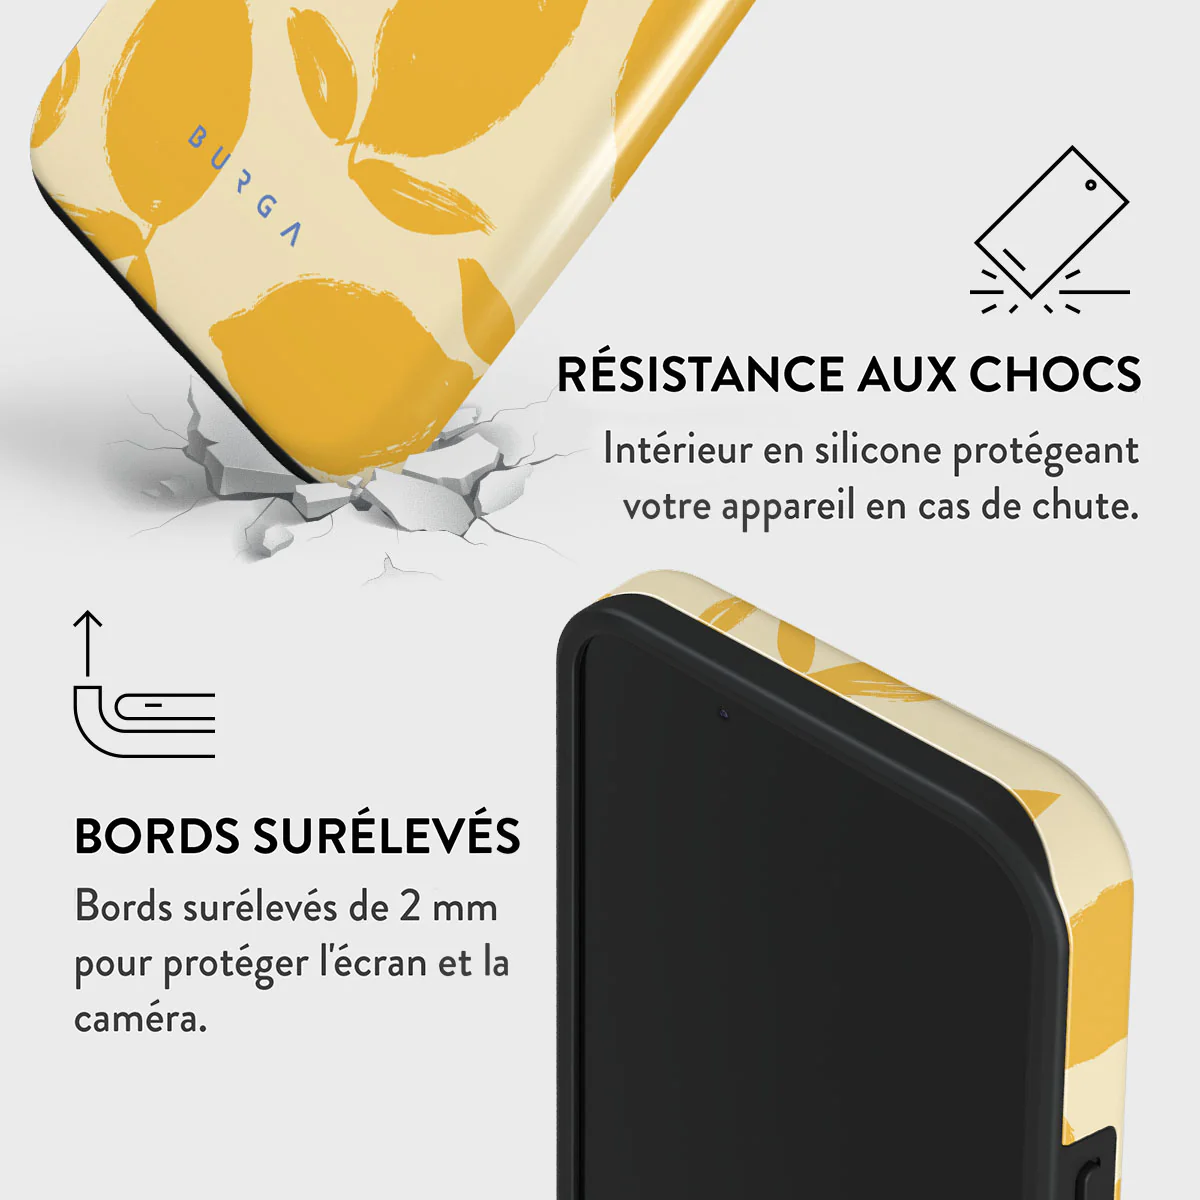 BURGA
RÉSISTANCE AUX CHOCS
Intérieur en silicone protégeant
votre appareil en cas de chute.
BORDS SURÉLEVÉS
Bords surélevés de 2 mm
pour protéger l'écran et la
caméra.